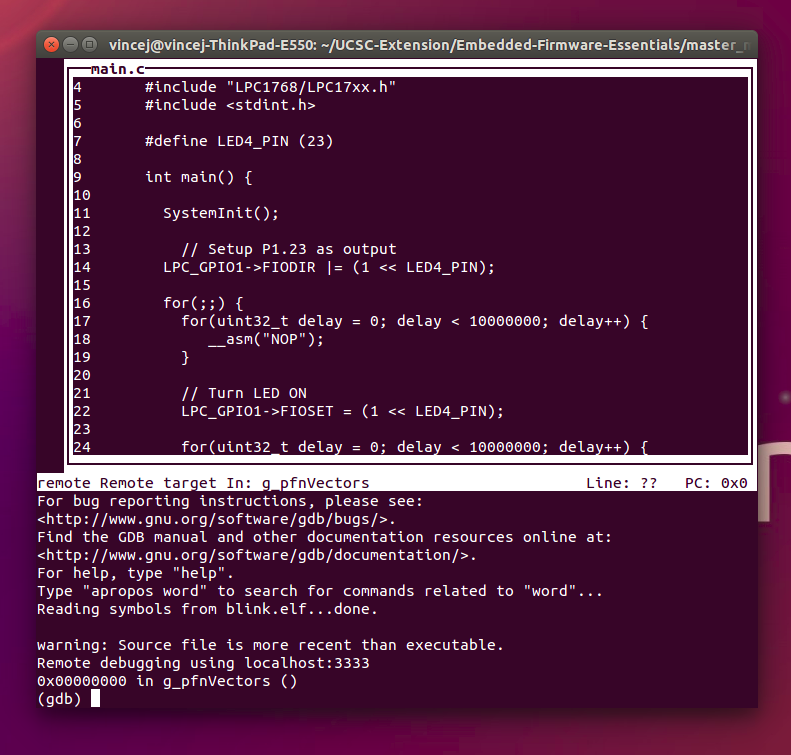 vincej@vincej-ThinkPad-E550: ~/UCSC-Extension/Embedded-Firmware-Essentials/master_
main.c
4 #include "LPC1768/LPC17xx.h"
5 #include <stdint.h>
6
7 #define LED4_PIN (23)
8
9 int main() {
10
11 SystemInit();
12
13 // Setup P1.23 as output
14 LPC_GPIO1->FIODIR |= (1 << LED4_PIN);
15
16 for(;;) {
17 for(uint32_t delay = 0; delay < 10000000; delay++) {
18 __asm("NOP");
19 }
20
21 // Turn LED ON
22 LPC_GPIO1->FIOSET = (1 << LED4_PIN);
23
24 for(uint32_t delay = 0; delay < 10000000; delay++) {
remote Remote target In: g_pfnVectors Line: ?? PC: 0x0
For bug reporting instructions, please see:
<http://www.gnu.org/software/gdb/bugs/>.
Find the GDB manual and other documentation resources online at:
<http://www.gnu.org/software/gdb/documentation/>.
For help, type "help".
Type "apropos word" to search for commands related to "word"...
Reading symbols from blink.elf...done.
warning: Source file is more recent than executable.
Remote debugging using localhost:3333
0x00000000 in g_pfnVectors ()
(gdb)